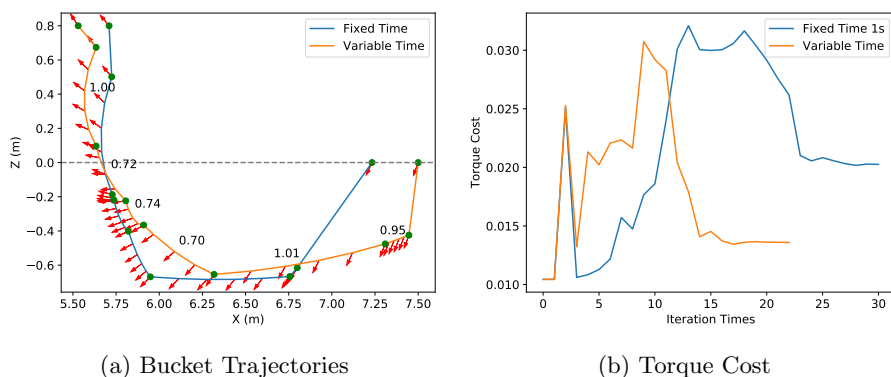 Fixed Time
Variable Time
1.00
0.72
0.74
0.70
1.01
0.95
Z (m)
0.8
0.6
0.4
0.2
0.0
−0.2
−0.4
−0.6
5.50 5.75 6.00 6.25 6.50 6.75 7.00 7.25 7.50
X (m)
(a) Bucket Trajectories
Fixed Time 1s
Variable Time
Torque Cost
0.030
0.025
0.020
0.015
0.010
0 5 10 15 20 25 30
Iteration Times
(b) Torque Cost